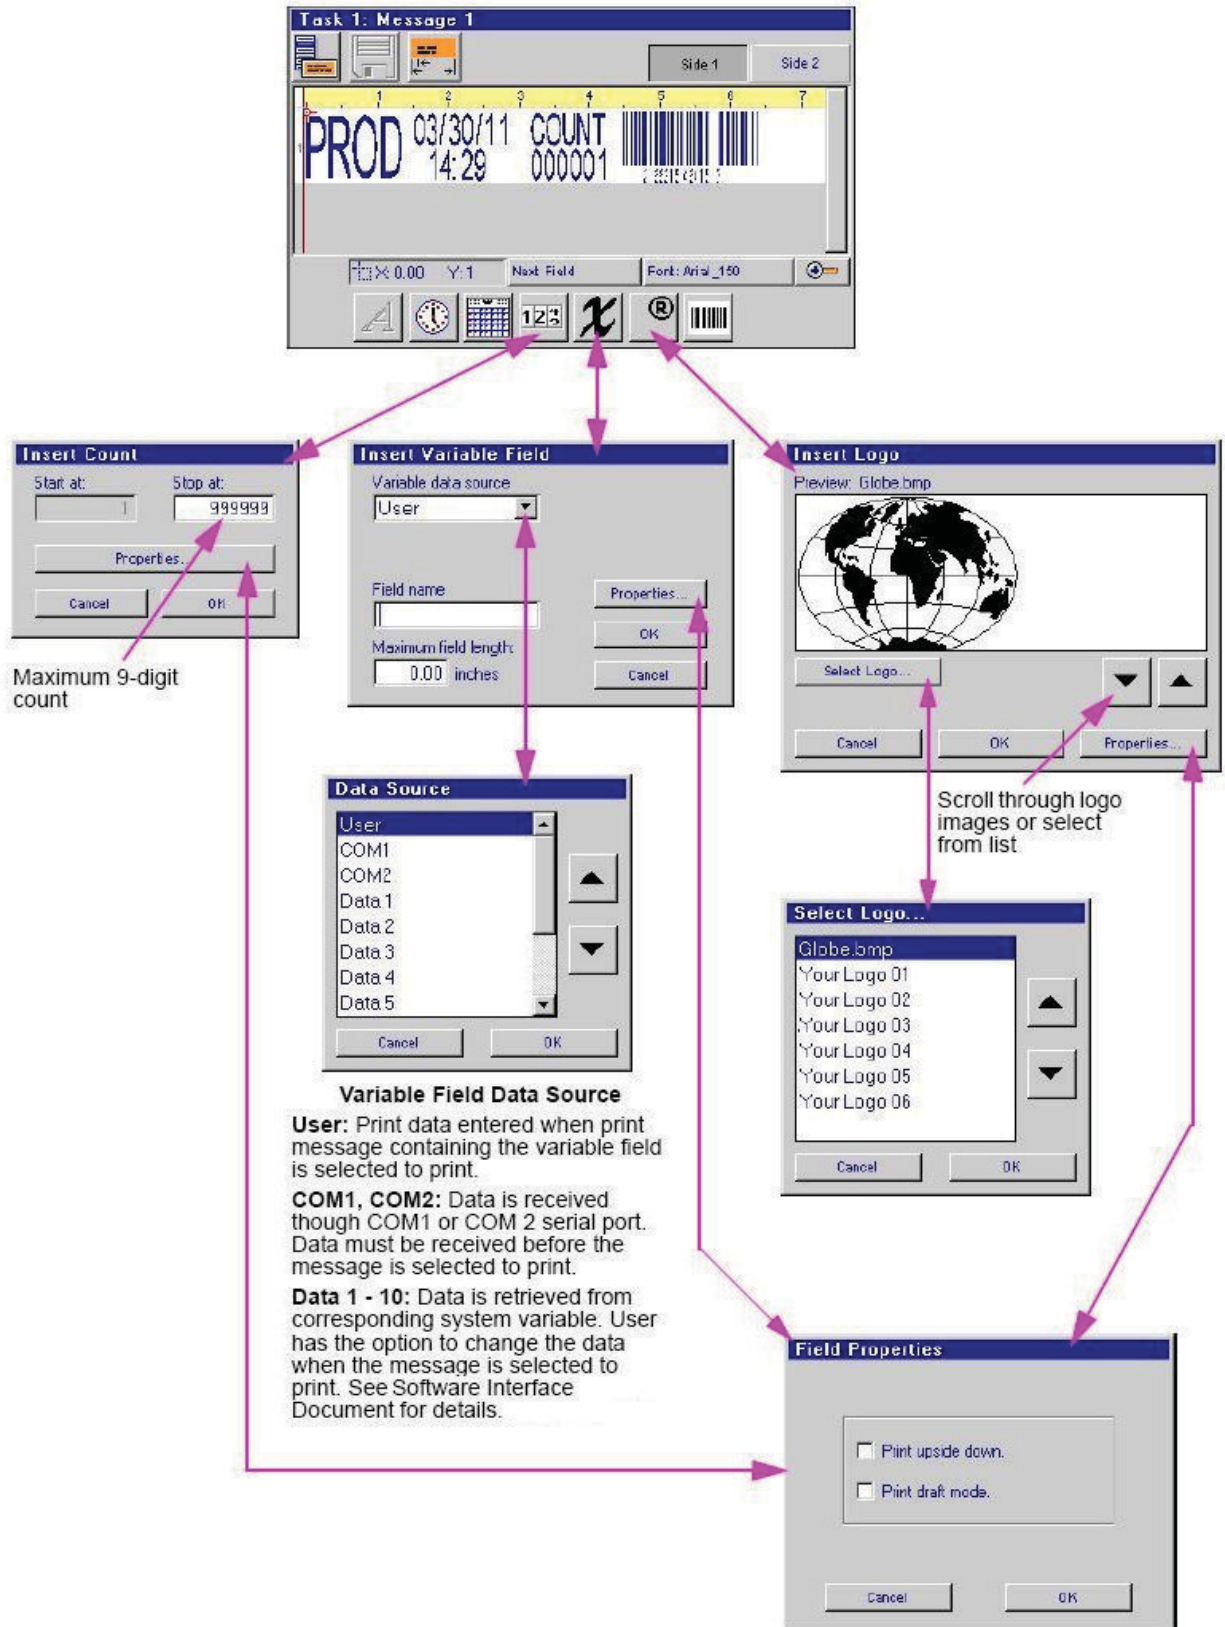 Task 1: Message 1
Side 1
Side 2
1 2 3 4 5 6 7
1
PROD
03/30/11
14:29
COUNT
000001
X: 0.00 Y: 1
Next Field
Font: Arial_150
A
123
x
®
Insert Count
Start at:
Stop at:
1
999999
Properties...
Cancel
OK
Maximum 9-digit
count
Insert Variable Field
Variable data source
User
Field name
Properties...
OK
Maximum field length:
0.00 inches
Cancel
Insert Logo
Preview: Globe.bmp
Select Logo...
Cancel
OK
Properties...
Scroll through logo
images or select
from list
Data Source
User
COM1
COM2
Data 1
Data 2
Data 3
Data 4
Data 5
Cancel
OK
Select Logo...
Globe.bmp
Your Logo 01
Your Logo 02
Your Logo 03
Your Logo 04
Your Logo 05
Your Logo 06
Cancel
OK
Variable Field Data Source
User: Print data entered when print
message containing the variable field
is selected to print.
COM1, COM2: Data is received
though COM1 or COM 2 serial port.
Data must be received before the
message is selected to print.
Data 1 - 10: Data is retrieved from
corresponding system variable. User
has the option to change the data
when the message is selected to
print. See Software Interface
Document for details.
Field Properties
Print upside down.
Print draft mode.
Cancel
OK